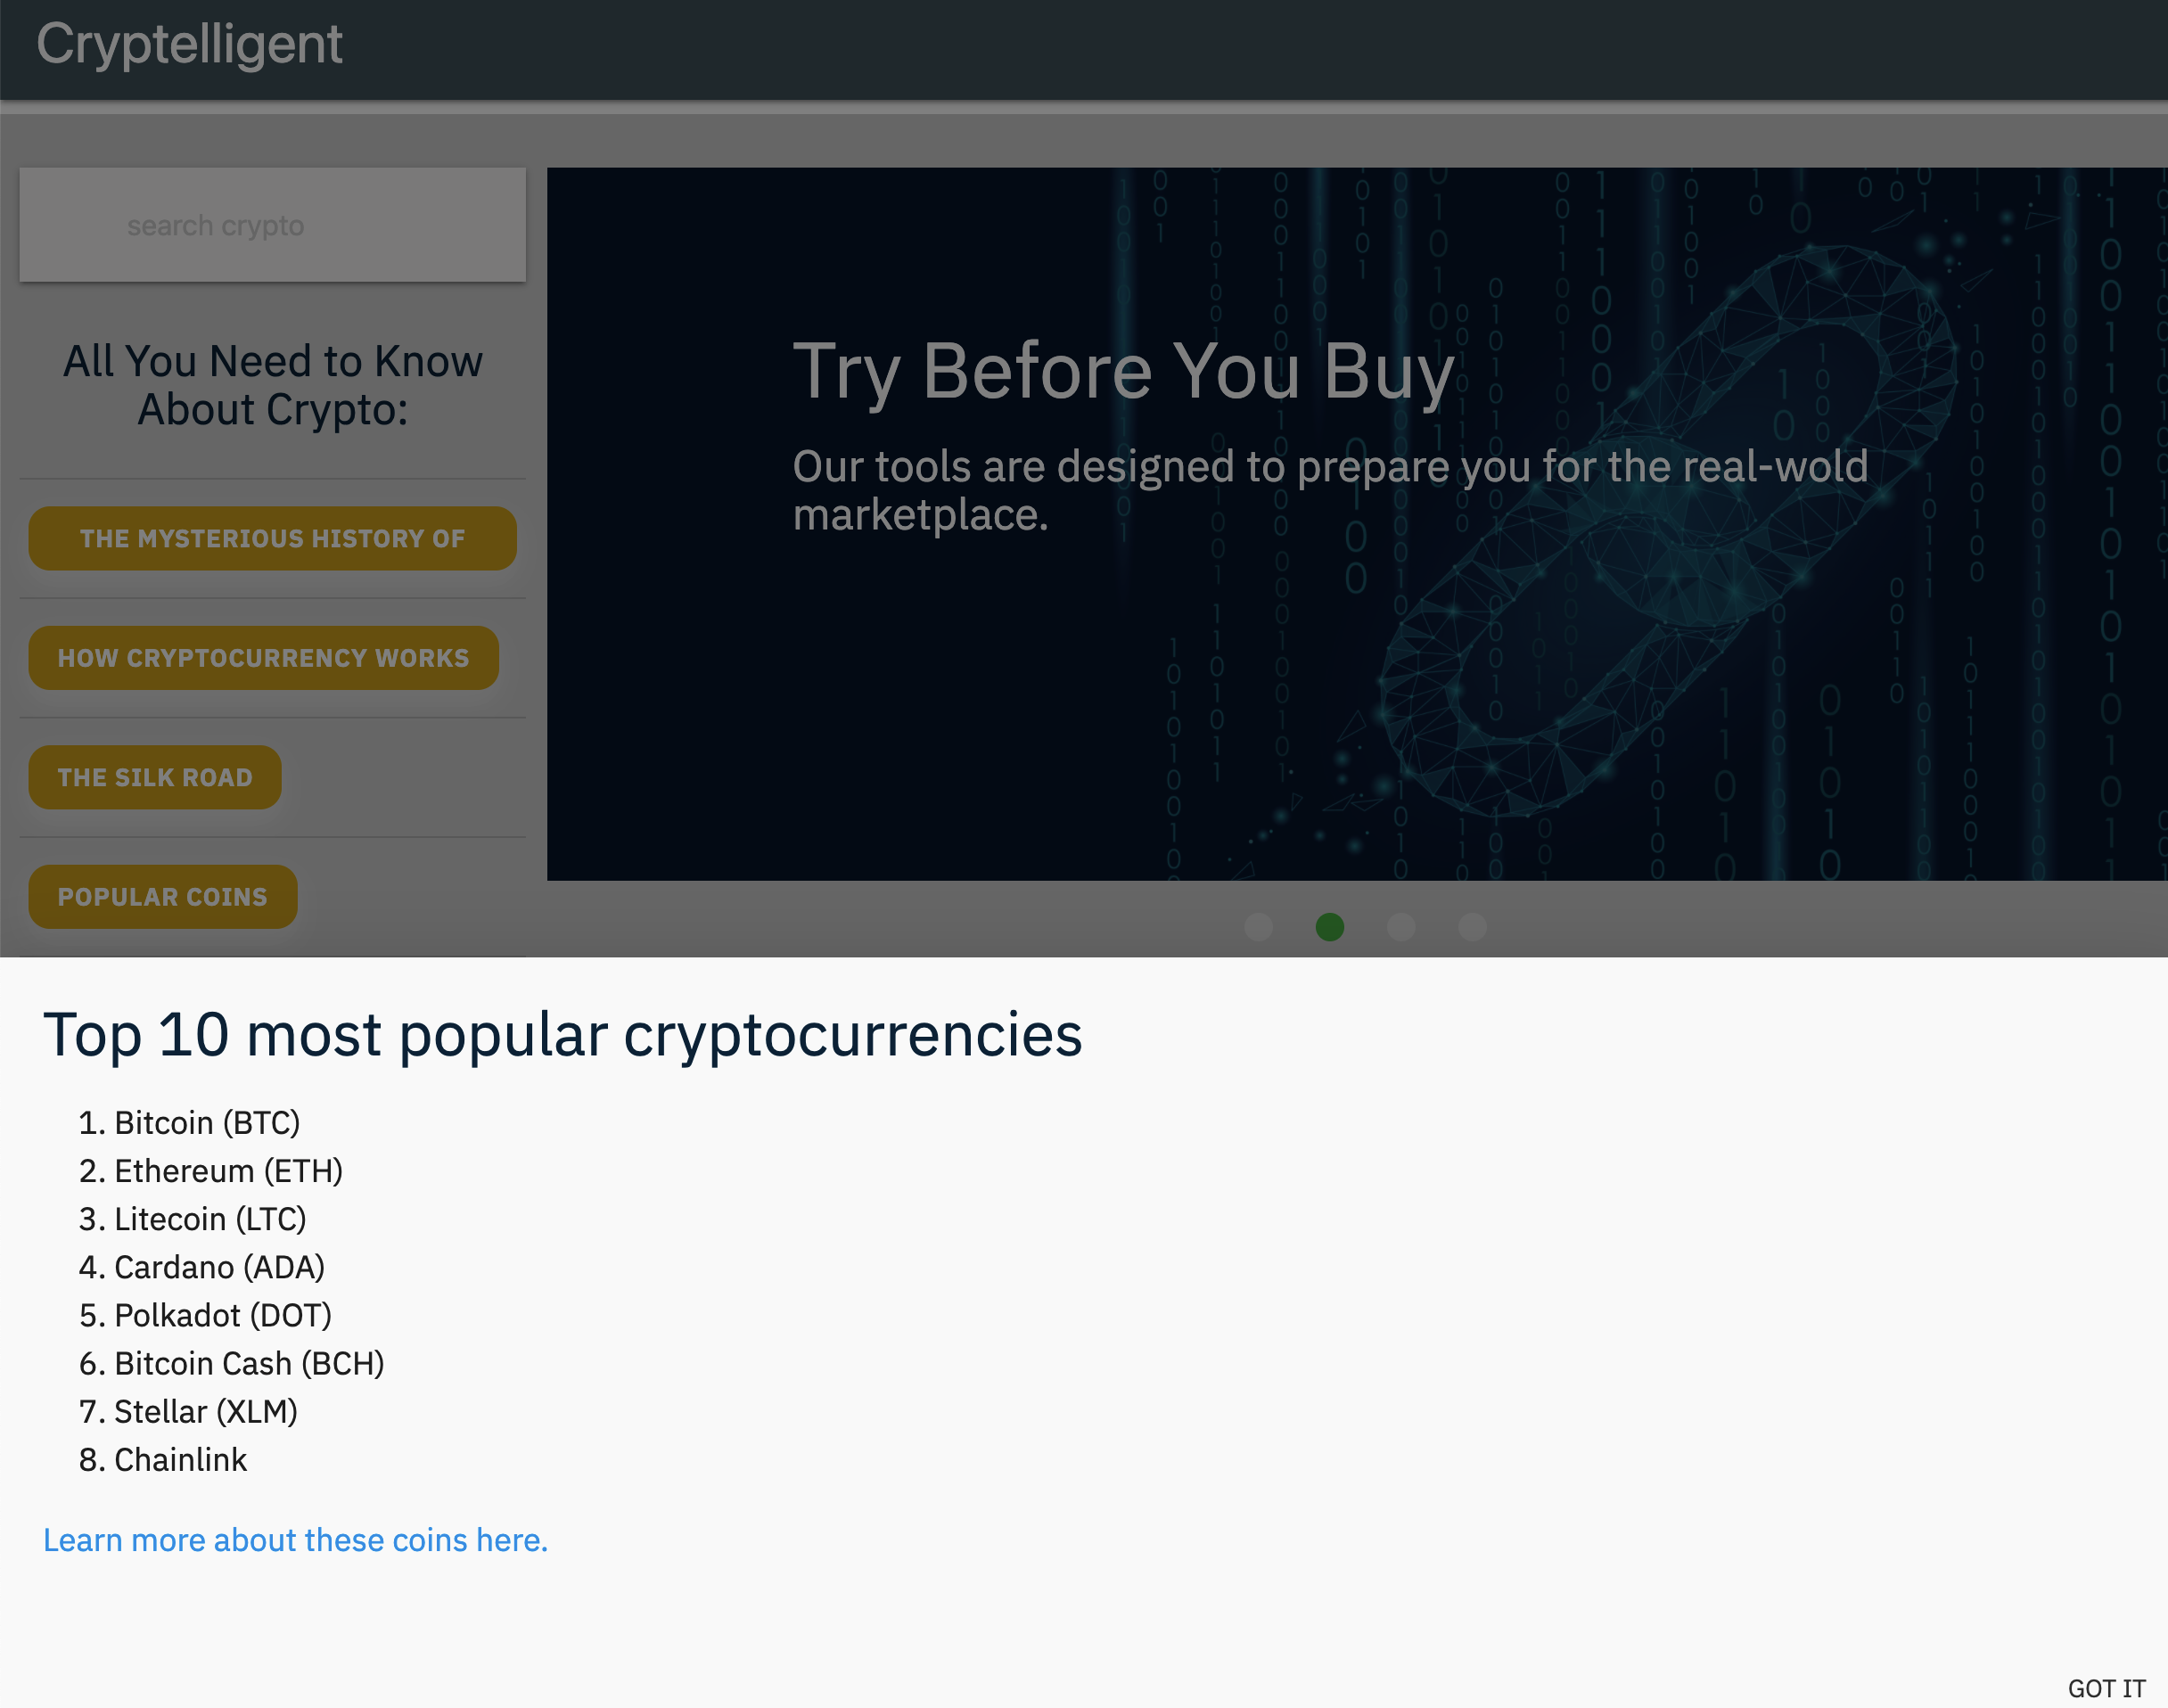 Cryptelligent
search crypto
All You Need to Know
About Crypto:
THE MYSTERIOUS HISTORY OF
HOW CRYPTOCURRENCY WORKS
THE SILK ROAD
POPULAR COINS
Try Before You Buy
Our tools are designed to prepare you for the real-wold
marketplace.
Top 10 most popular cryptocurrencies
1. Bitcoin (BTC)
2. Ethereum (ETH)
3. Litecoin (LTC)
4. Cardano (ADA)
5. Polkadot (DOT)
6. Bitcoin Cash (BCH)
7. Stellar (XLM)
8. Chainlink
Learn more about these coins here.
GOT IT